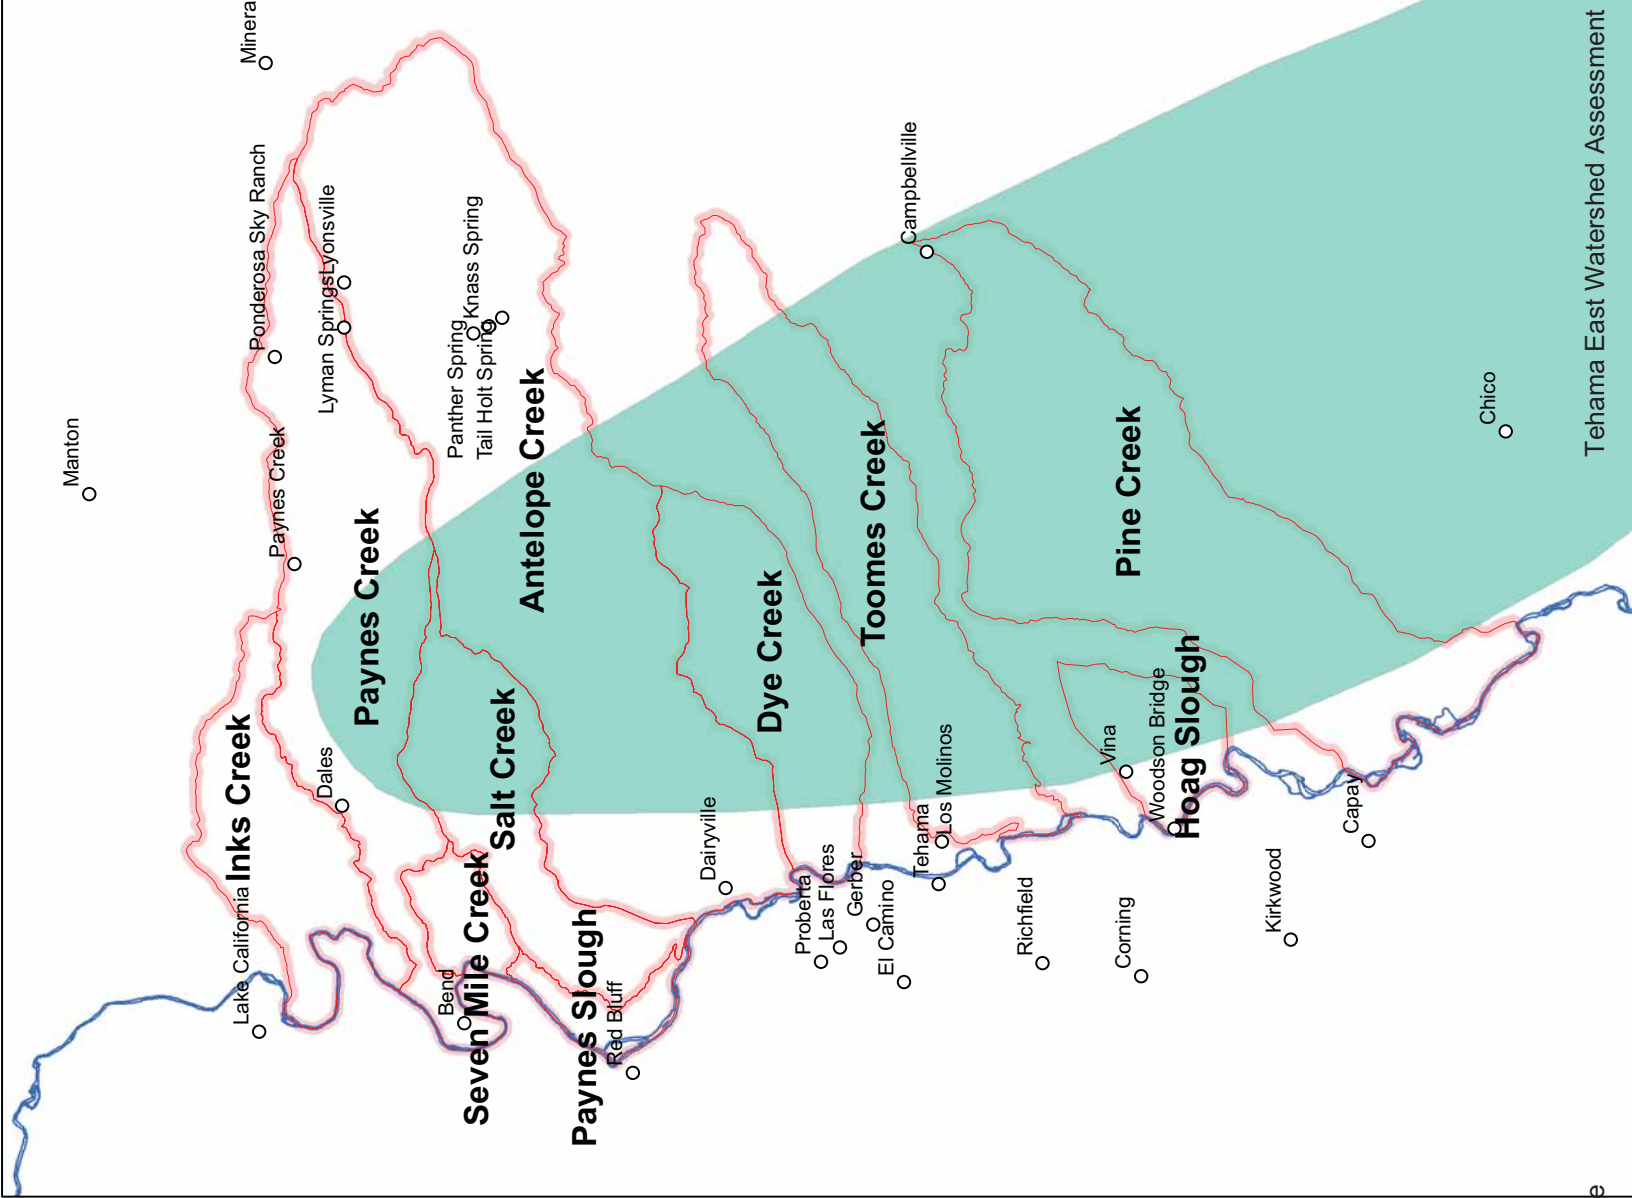 Minera
Manton
Ponderosa Sky Ranch
Lyonsville
Lyman Springs
Knass Spring
Panther Spring
Tail Holt Spring
Paynes Creek
Campbellville
Paynes Creek
Antelope Creek
Toomes Creek
Pine Creek
Chico
Dye Creek
Inks Creek
Dales
Salt Creek
Hoag Slough
Woodson Bridge
Vina
Los Molinos
Tehama
Dairyville
Capay
Lake California
Seven Mile Creek
Bend
Paynes Slough
Red Bluff
Proberta
Las Flores
Gerber
El Camino
Richfield
Corning
Kirkwood
Tehama East Watershed Assessment
e